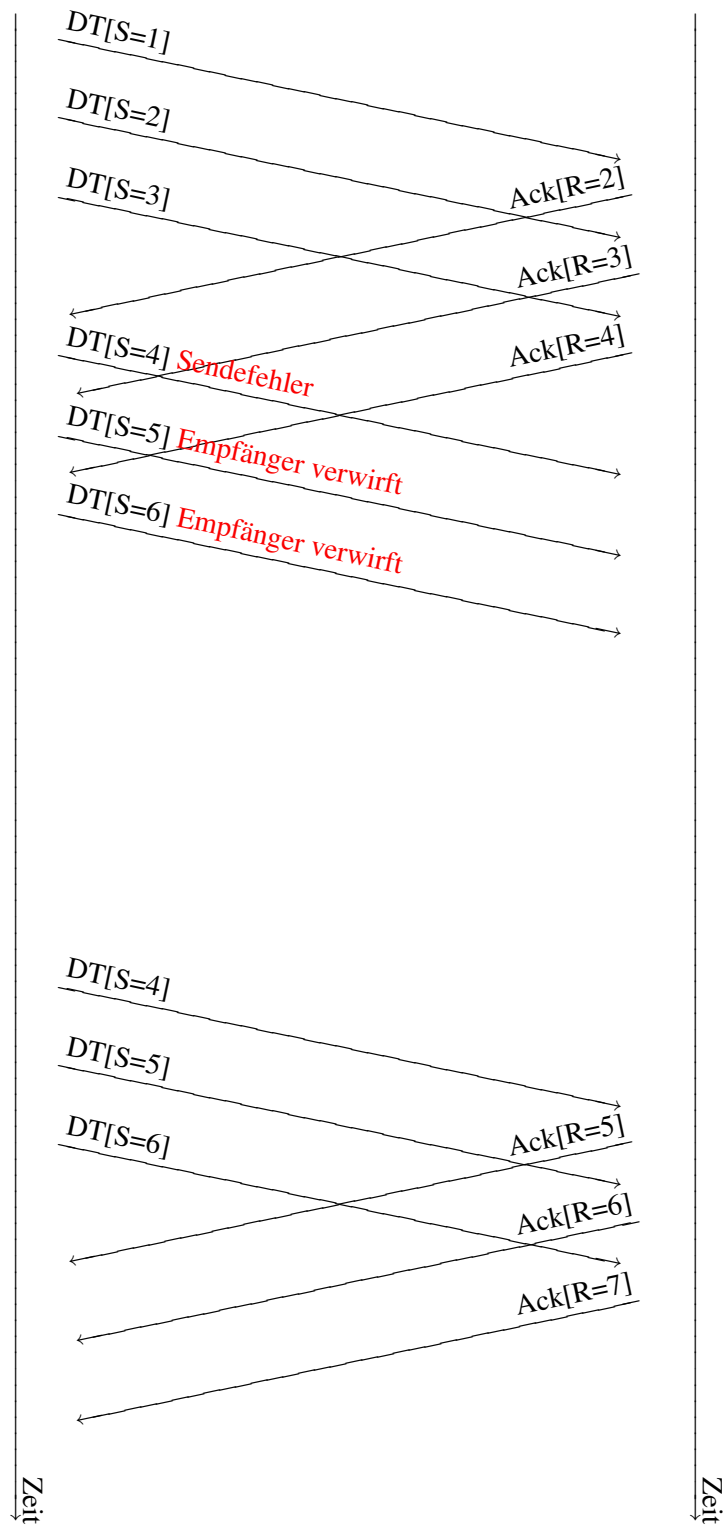 DT[S=1]
DT[S=2]
DT[S=3]
Ack[R=2]
Ack[R=3]
DT[S=4] Sendefehler
Ack[R=4]
DT[S=5] Empfänger verwirft
DT[S=6] Empfänger verwirft
DT[S=4]
DT[S=5]
DT[S=6]
Ack[R=5]
Ack[R=6]
Ack[R=7]
Zeit
Zeit